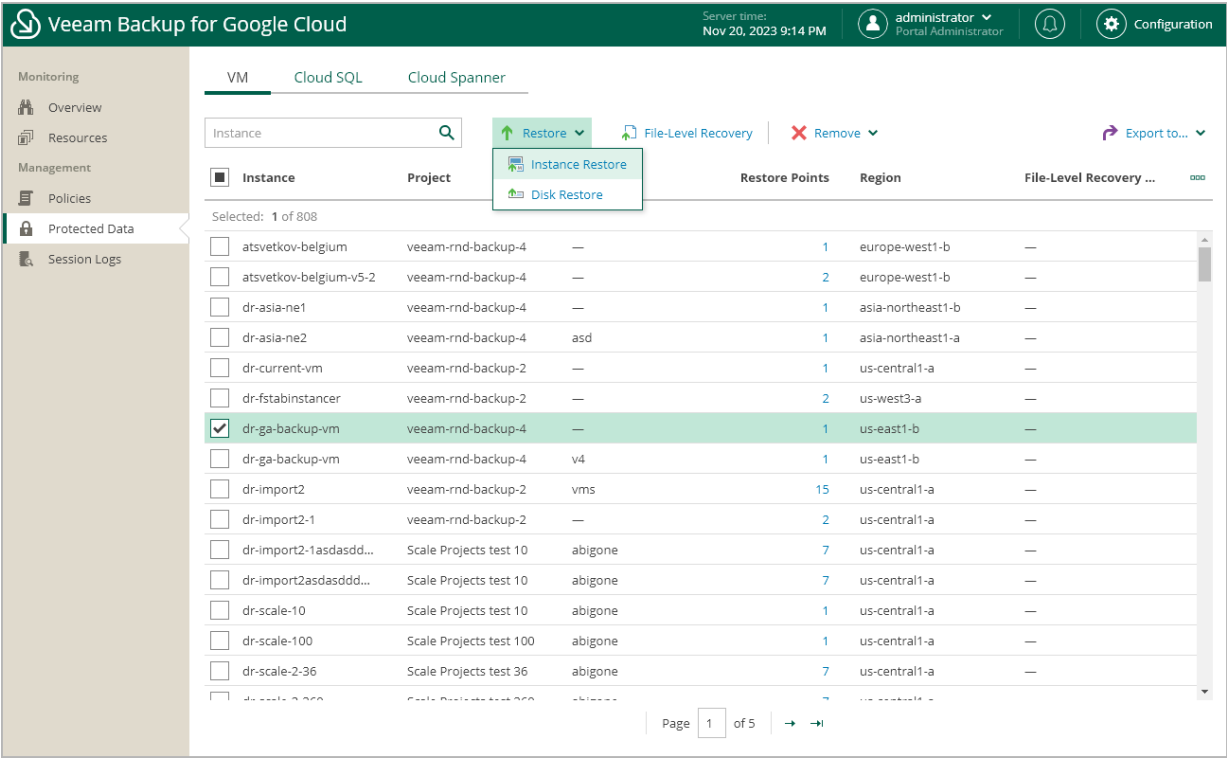 Veeam Backup for Google Cloud
Server time:
Nov 20, 2023 9:14 PM
administrator
Portal Administrator
Configuration
Monitoring
Overview
Resources
Management
Policies
Protected Data
Session Logs
VM Cloud SQL Cloud Spanner
Instance Restore File-Level Recovery Remove Export to...
Instance Restore
Disk Restore
Instance Project Restore Points Region File-Level Recovery ...
Selected: 1 of 808
atsvetkov-belgium veeam-rnd-backup-4 — 1 europe-west1-b —
atsvetkov-belgium-v5-2 veeam-rnd-backup-4 — 2 europe-west1-b —
dr-asia-ne1 veeam-rnd-backup-4 — 1 asia-northeast1-b —
dr-asia-ne2 veeam-rnd-backup-4 asd 1 asia-northeast1-a —
dr-current-vm veeam-rnd-backup-2 — 1 us-central1-a —
dr-fstabinstancer veeam-rnd-backup-2 — 2 us-west3-a —
dr-ga-backup-vm veeam-rnd-backup-4 — 1 us-east1-b —
dr-ga-backup-vm veeam-rnd-backup-4 v4 1 us-east1-b —
dr-import2 veeam-rnd-backup-2 vms 15 us-central1-a —
dr-import2-1 veeam-rnd-backup-2 — 2 us-central1-a —
dr-import2-1asdasdd... Scale Projects test 10 abigone 7 us-central1-a —
dr-import2asdasddd... Scale Projects test 10 abigone 7 us-central1-a —
dr-scale-10 Scale Projects test 10 abigone 1 us-central1-a —
dr-scale-100 Scale Projects test 100 abigone 1 us-central1-a —
dr-scale-2-36 Scale Projects test 36 abigone 7 us-central1-a —
Page 1 of 5